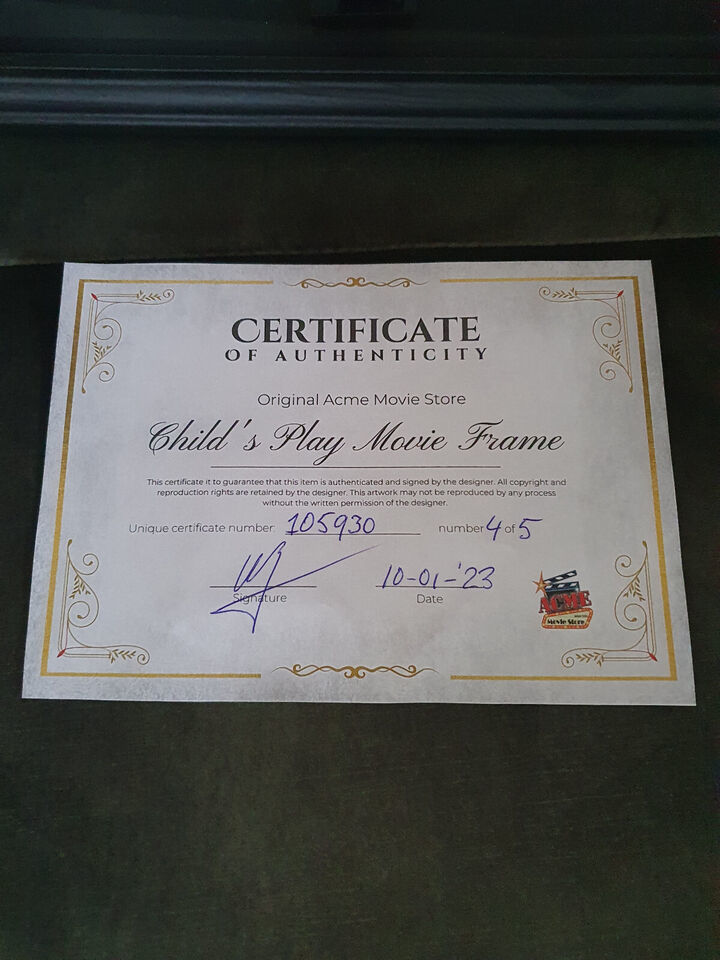 CERTIFICATE
OF AUTHENTICITY
Original Acme Movie Store
Child's Play Movie Frame
This certificate it to guarantee that this item is authenticated and signed by the designer. All copyright and
reproduction rights are retained by the designer. This artwork may not be reproduced by any process
without the written permission of the designer.
Unique certificate number: 105930 number 4 of 5
10-01-'23
Signature Date
ACME
Movie Store